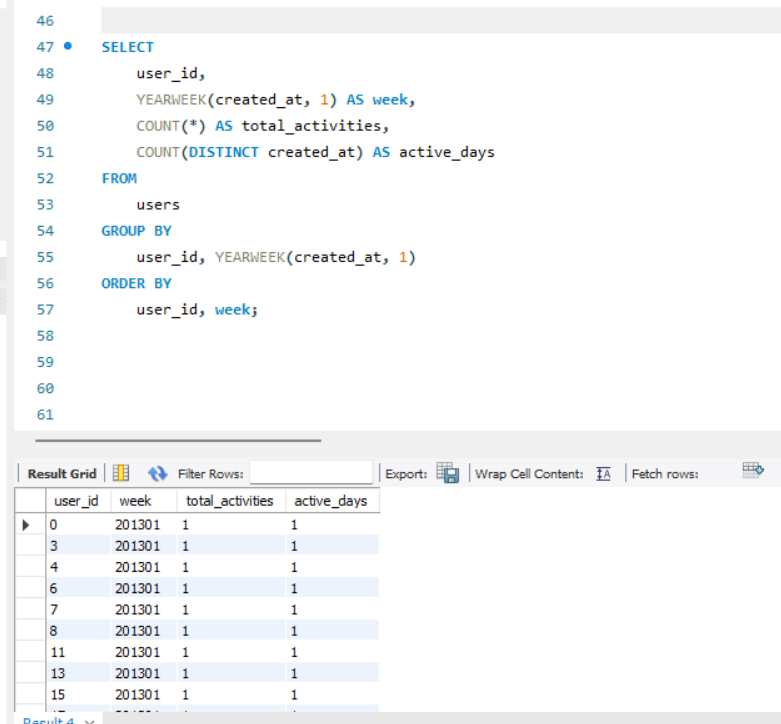 46
47 SELECT
48 user_id,
49 YEARWEEK(created_at, 1) AS week,
50 COUNT(*) AS total_activities,
51 COUNT(DISTINCT created_at) AS active_days
52 FROM
53 users
54 GROUP BY
55 user_id, YEARWEEK(created_at, 1)
56 ORDER BY
57 user_id, week;
58
59
60
61
Result Grid Filter Rows: Export: Wrap Cell Content: Fetch rows:
user_id week total_activities active_days
0 201301 1 1
3 201301 1 1
4 201301 1 1
6 201301 1 1
7 201301 1 1
8 201301 1 1
11 201301 1 1
13 201301 1 1
15 201301 1 1
Result 4